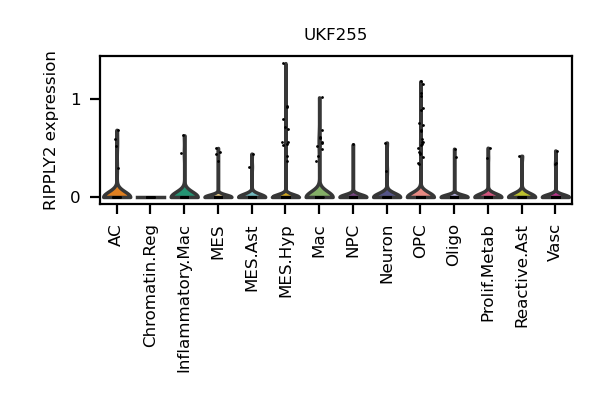 UKF255
RIPPLY2 expression
1
0
AC
Chromatin.Reg
Inflammatory.Mac
MES
MES.Ast
MES.Hyp
Mac
NPC
Neuron
OPC
Oligo
Prolif.Metab
Reactive.Ast
Vasc